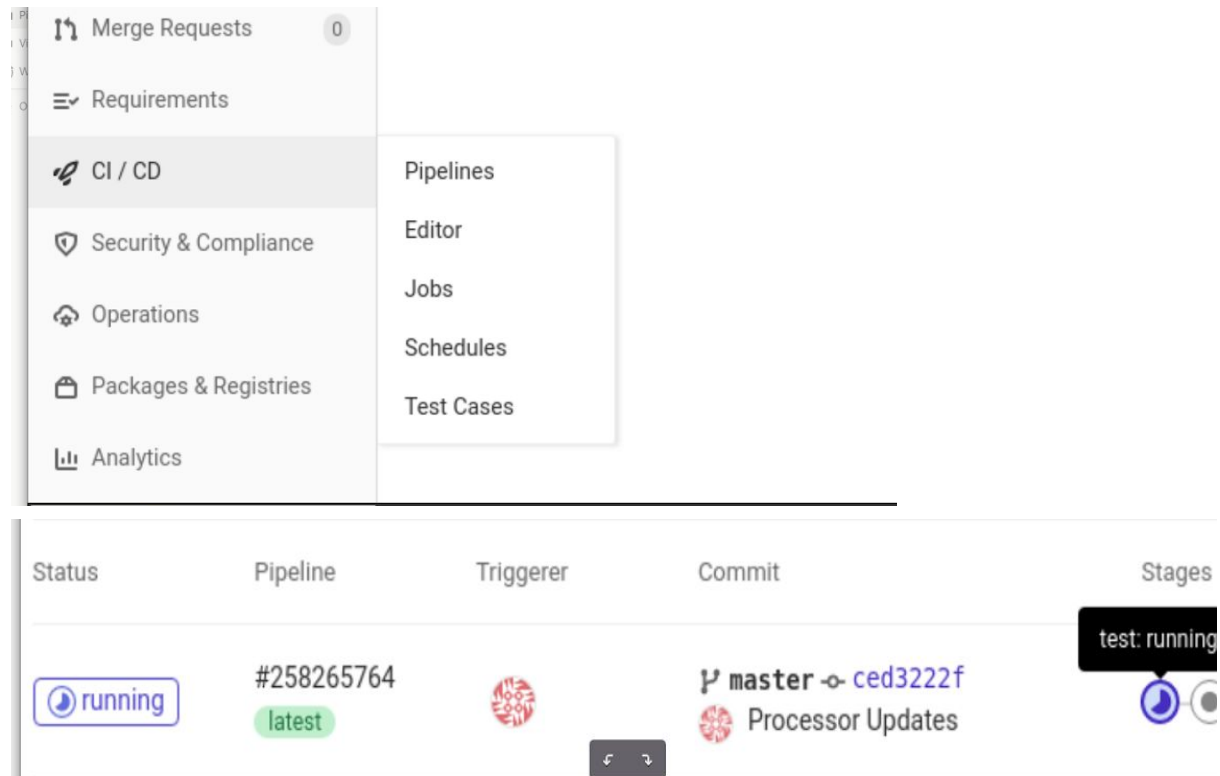 Merge Requests 0
Requirements
CI / CD
Security & Compliance
Operations
Packages & Registries
Analytics
Pipelines
Editor
Jobs
Schedules
Test Cases
Status Pipeline Triggerer Commit Stages
test: running
running #258265764 master ced3222f
latest Processor Updates